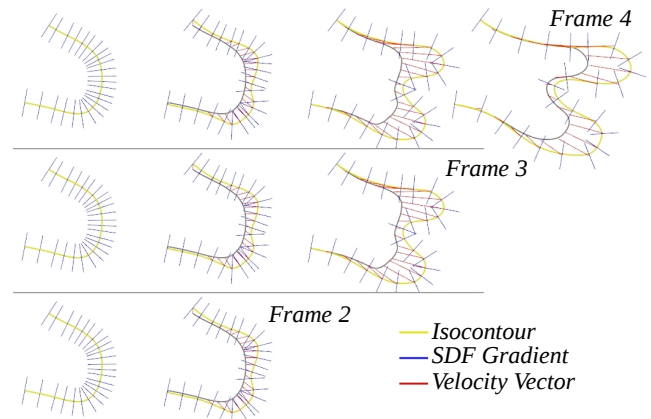 Frame 4
Frame 3
Frame 2
Isocontour
SDF Gradient
Velocity Vector